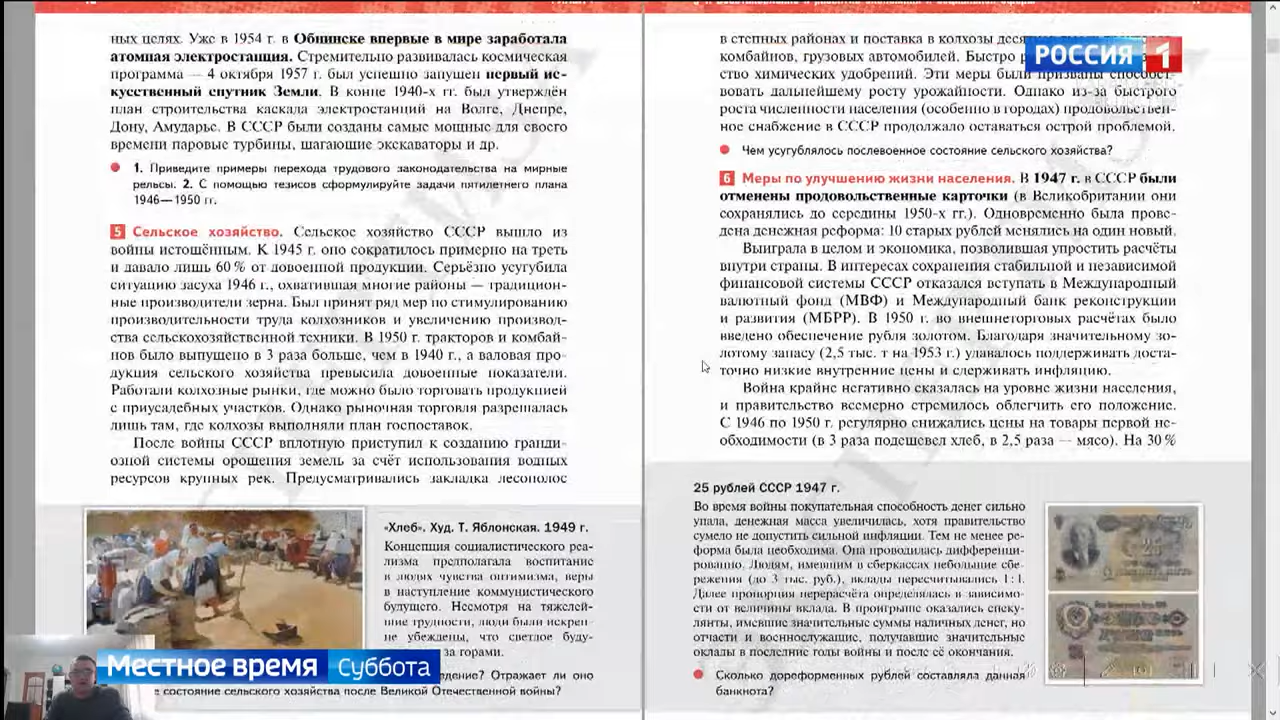 ных целях. Уже в 1954 г. в Обнинске впервые в мире заработала
атомная электростанция. Стремительно развивалась космическая
программа — 4 октября 1957 г. был успешно запущен первый ис-
кусственный спутник Земли. В конце 1940-х гг. был утверждён
план строительства каскада электростанций на Волге, Днепре,
Дону, Амударье. В СССР были созданы самые мощные для своего
времени паровые турбины, шагающие экскаваторы и др.
1. Приведите примеры перехода трудового законодательства на мирные
рельсы. 2. С помощью тезисов сформулируйте задачи пятилетнего плана
1946—1950 гг.
5 Сельское хозяйство. Сельское хозяйство СССР вышло из
войны истощённым. К 1945 г. оно сократилось примерно на треть
и давало лишь 60 % от довоенной продукции. Серьёзно усугубила
ситуацию засуха 1946 г., охватившая многие районы — традицион-
ные производители зерна. Был принят ряд мер по стимулированию
производительности труда колхозников и увеличению производ-
ства сельскохозяйственной техники. В 1950 г. тракторов и комбай-
нов было выпущено в 3 раза больше, чем в 1940 г., а валовая про-
дукция сельского хозяйства превысила довоенные показатели.
Работали колхозные рынки, где можно было торговать продукцией
с приусадебных участков. Однако рыночная торговля разрешалась
лишь там, где колхозы выполняли план госпоставок.
После войны СССР вплотную приступил к созданию гранди-
озной системы орошения земель за счёт использования водных
ресурсов крупных рек. Предусматривались закладка лесополос
«Хлеб». Худ. Т. Яблонская. 1949 г.
Концепция социалистического реа-
лизма предполагала воспитание
в людях чувства оптимизма, веры
в наступление коммунистического
будущего. Несмотря на тяжелей-
шие трудности, люди были искрен-
не убеждены, что светлое буду-
за горами.
Отражает ли оно
состояние сельского хозяйства после Великой Отечественной войны?
в степных районах и поставка в колхозы
комбайнов, грузовых автомобилей. Быстро
ство химических удобрений. Эти меры были призваны способст-
вовать дальнейшему росту урожайности. Однако из-за быстрого
роста численности населения (особенно в городах) продовольствен-
ное снабжение в СССР продолжало оставаться острой проблемой.
Чем усугублялось послевоенное состояние сельского хозяйства?
6 Меры по улучшению жизни населения. В 1947 г. в СССР были
отменены продовольственные карточки (в Великобритании они
сохранялись до середины 1950-х гг.). Одновременно была прове-
дена денежная реформа: 10 старых рублей менялись на один новый.
Выиграла в целом и экономика, позволившая упростить расчёты
внутри страны. В интересах сохранения стабильной и независимой
финансовой системы СССР отказался вступать в Международный
валютный фонд (МВФ) и Международный банк реконструкции
и развития (МБРР). В 1950 г. во внешнеторговых расчётах было
введено обеспечение рубля золотом. Благодаря значительному зо-
лотому запасу (2,5 тыс. т на 1953 г.) удавалось поддерживать доста-
точно низкие внутренние цены и сдерживать инфляцию.
Война крайне негативно сказалась на уровне жизни населения,
и правительство всемерно стремилось облегчить его положение.
С 1946 по 1950 г. регулярно снижались цены на товары первой не-
обходимости (в 3 раза подешевел хлеб, в 2,5 раза — мясо). На 30 %
25 рублей СССР 1947 г.
Во время войны покупательная способность денег сильно
упала, денежная масса увеличилась, хотя правительство
сумело не допустить сильной инфляции. Тем не менее ре-
форма была необходима. Она проводилась дифференци-
рованно. Людям, имевшим в сберкассах небольшие сбе-
режения (до 3 тыс. руб.), вклады пересчитывались 1 : 1.
Далее пропорция перерасчёта определялась в зависимо-
сти от величины вклада. В проигрыше оказались спеку-
лянты, имевшие значительные суммы наличных денег, но
отчасти и военнослужащие, получавшие значительные
оклады в последние годы войны и после её окончания.
Сколько дореформенных рублей составляла данная
банкнота?
РОССИЯ 1
Местное время Суббота